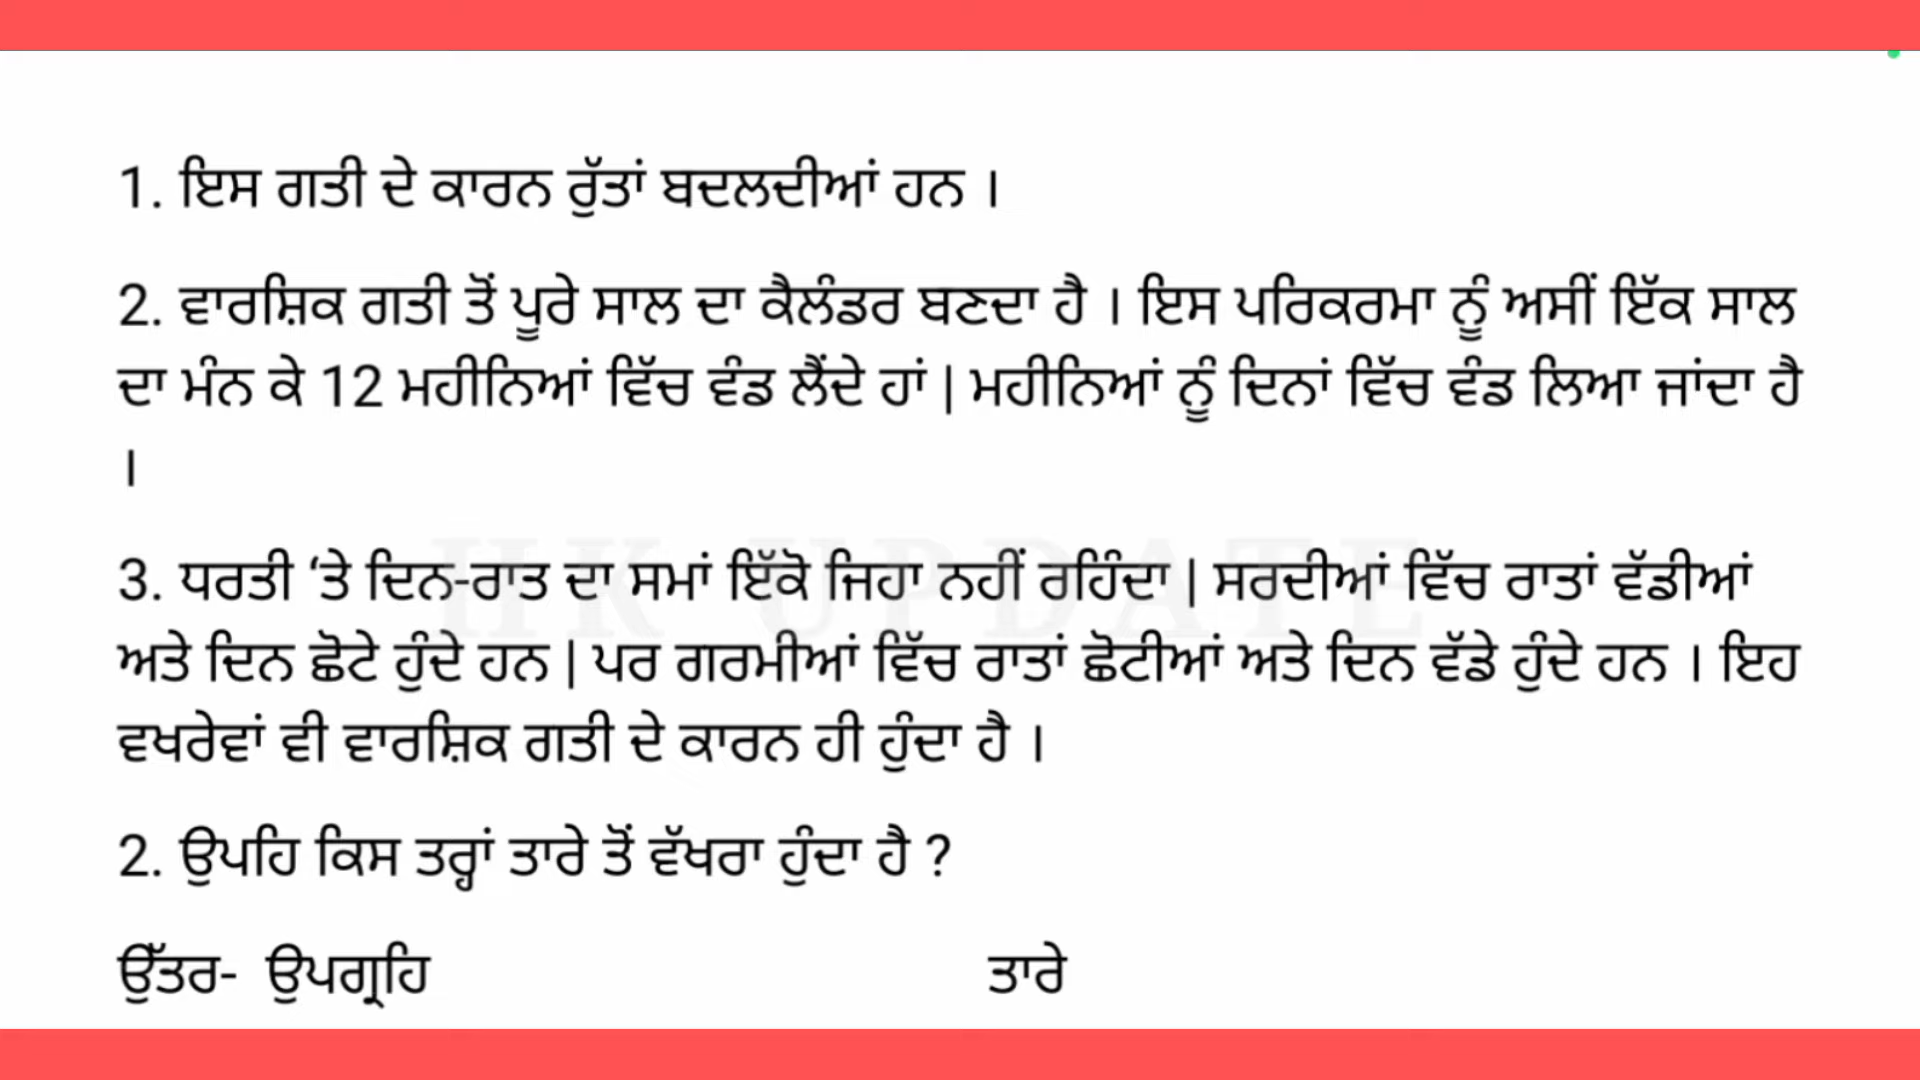 1. ਇਸ ਗਤੀ ਦੇ ਕਾਰਨ ਰੁੱਤਾਂ ਬਦਲਦੀਆਂ ਹਨ ।
2. ਵਾਰਸ਼ਿਕ ਗਤੀ ਤੋਂ ਪੂਰੇ ਸਾਲ ਦਾ ਕੈਲੰਡਰ ਬਣਦਾ ਹੈ । ਇਸ ਪਰਿਕਰਮਾ ਨੂੰ ਅਸੀਂ ਇੱਕ ਸਾਲ
ਦਾ ਮੰਨ ਕੇ 12 ਮਹੀਨਿਆਂ ਵਿੱਚ ਵੰਡ ਲੈਂਦੇ ਹਾਂ | ਮਹੀਨਿਆਂ ਨੂੰ ਦਿਨਾਂ ਵਿੱਚ ਵੰਡ ਲਿਆ ਜਾਂਦਾ ਹੈ
।
HK UPDATE
3. ਧਰਤੀ ‘ਤੇ ਦਿਨ-ਰਾਤ ਦਾ ਸਮਾਂ ਇੱਕੋ ਜਿਹਾ ਨਹੀਂ ਰਹਿੰਦਾ | ਸਰਦੀਆਂ ਵਿੱਚ ਰਾਤਾਂ ਵੱਡੀਆਂ
ਅਤੇ ਦਿਨ ਛੋਟੇ ਹੁੰਦੇ ਹਨ | ਪਰ ਗਰਮੀਆਂ ਵਿੱਚ ਰਾਤਾਂ ਛੋਟੀਆਂ ਅਤੇ ਦਿਨ ਵੱਡੇ ਹੁੰਦੇ ਹਨ । ਇਹ
ਵਖਰੇਵਾਂ ਵੀ ਵਾਰਸ਼ਿਕ ਗਤੀ ਦੇ ਕਾਰਨ ਹੀ ਹੁੰਦਾ ਹੈ ।
2. ਉਪਹਿ ਕਿਸ ਤਰ੍ਹਾਂ ਤਾਰੇ ਤੋਂ ਵੱਖਰਾ ਹੁੰਦਾ ਹੈ ?
ਉੱਤਰ- ਉਪਗ੍ਰਹਿ ਤਾਰੇ